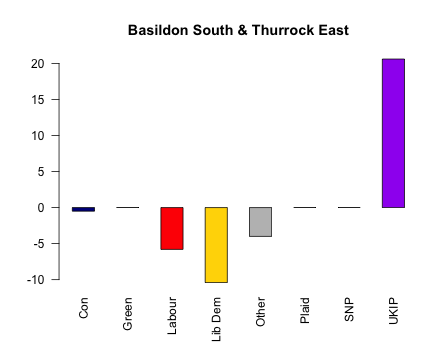 Basildon South & Thurrock East
20
15
10
5
0
-5
-10
Con
Green
Labour
Lib Dem
Other
Plaid
SNP
UKIP